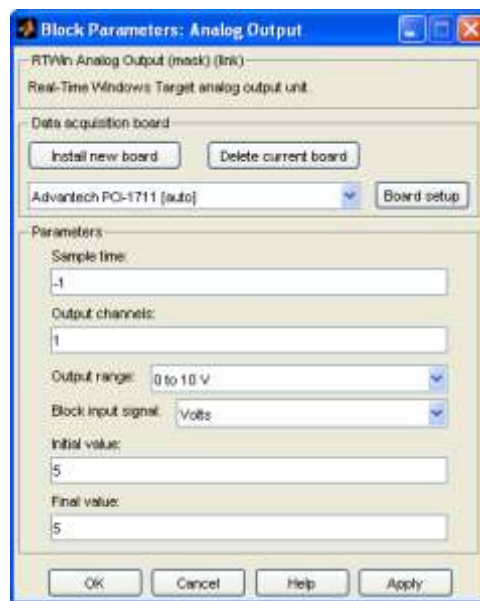 Block Parameters: Analog Output
RTWin Analog Output (mask) (link)
Real-Time Windows Target analog output unit.
Data acquisition board
Install new board Delete current board
Advantech PCI-1711 [auto] Board setup
Parameters
Sample time:
-1
Output channels:
1
Output range: 0 to 10 V
Block input signal: Volts
Initial value:
5
Final value:
5
OK Cancel Help Apply